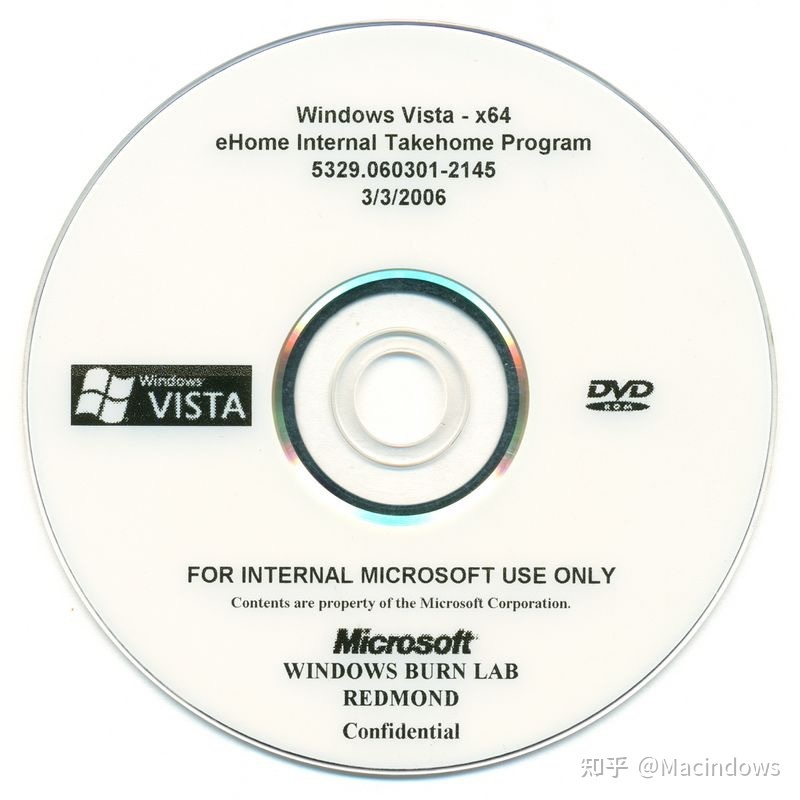 Windows Vista - x64
eHome Internal Takehome Program
5329.060301-2145
3/3/2006
Windows
VISTA
DVD
ROM
FOR INTERNAL MICROSOFT USE ONLY
Contents are property of the Microsoft Corporation.
Microsoft
WINDOWS BURN LAB
REDMOND
Confidential
知乎 @Macindows